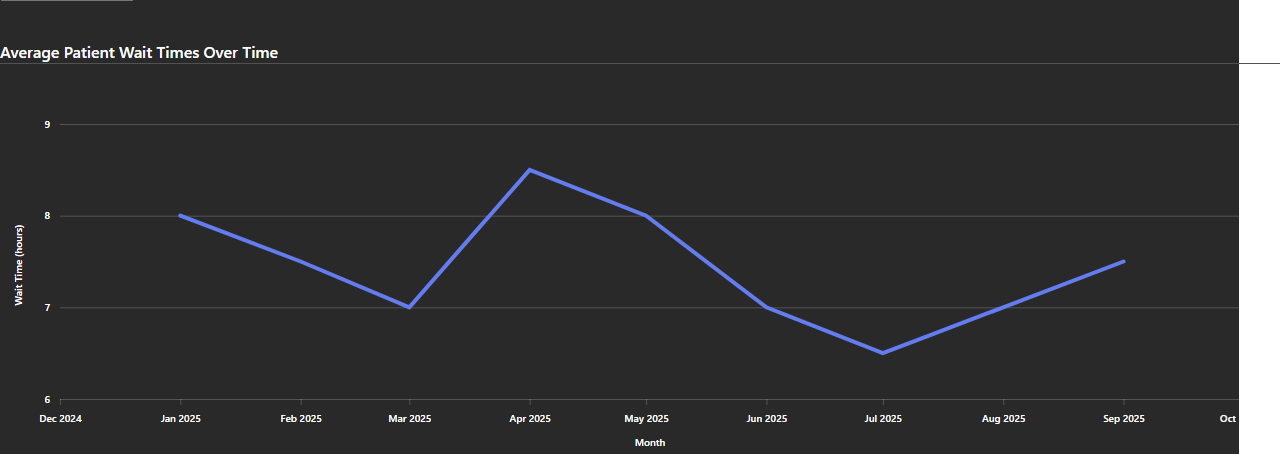 Average Patient Wait Times Over Time
9
8
7
6
Wait Time (hours)
Dec 2024 Jan 2025 Feb 2025 Mar 2025 Apr 2025 May 2025 Jun 2025 Jul 2025 Aug 2025 Sep 2025 Oct
Month